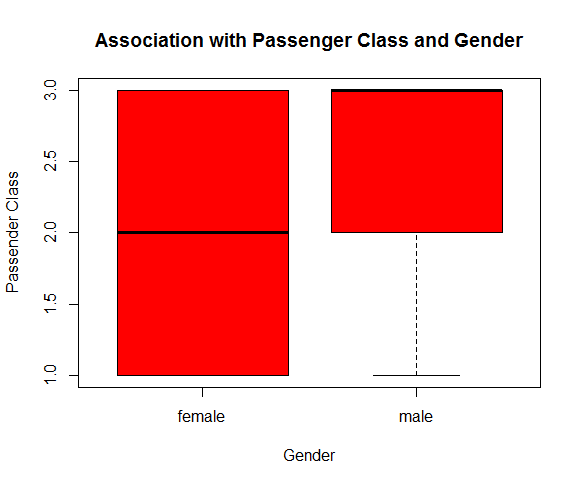 Association with Passenger Class and Gender
Passender Class
3.0
2.5
2.0
1.5
1.0
female
male
Gender